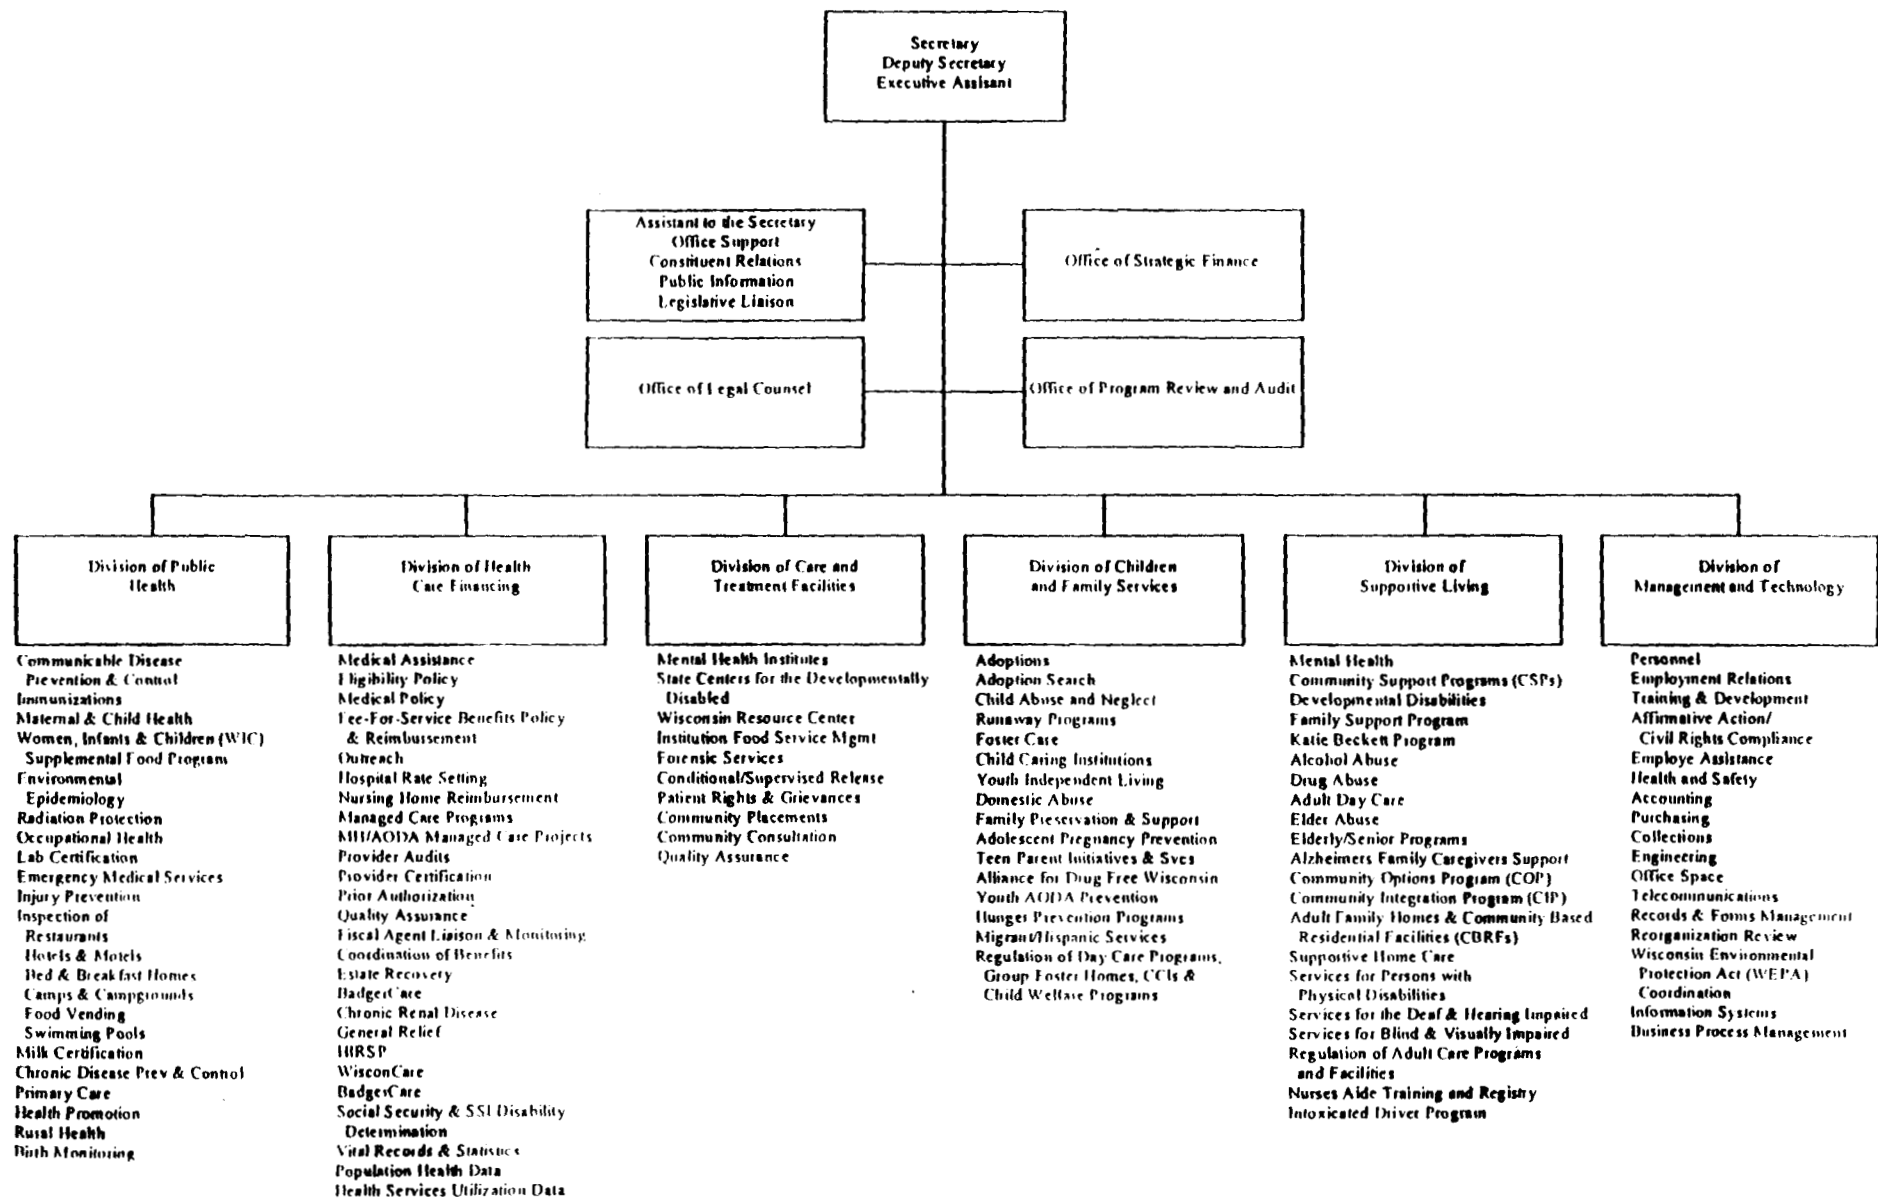 Secretary
Deputy Secretary
Executive Assisant
Assistant to the Secretary
Office Support
Constituent Relations
Public Information
Legislative Liaison
Office of Strategic Finance
Office of Legal Counsel
Office of Program Review and Audit
Division of Public
Health
Communicable Disease
Prevention & Control
Immunizations
Maternal & Child Health
Women, Infants & Children (WIC)
Supplemental Food Program
Environmental
Epidemiology
Radiation Protection
Occupational Health
Lab Certification
Emergency Medical Services
Injury Prevention
Inspection of
Restaurants
Hotels & Motels
Bed & Breakfast Homes
Camps & Campgrounds
Food Vending
Swimming Pools
Milk Certification
Chronic Disease Prev & Control
Primary Care
Health Promotion
Rural Health
Birth Monitoring
Division of Health
Care Financing
Medical Assistance
Eligibility Policy
Medical Policy
Fee-For-Service Benefits Policy
& Reimbursement
Outreach
Hospital Rate Setting
Nursing Home Reimbursement
Managed Care Programs
MH/AODA Managed Care Projects
Provider Audits
Provider Certification
Prior Authorization
Quality Assurance
Fiscal Agent Liaison & Monitoring
Coordination of Benefits
Estate Recovery
BadgerCare
Chronic Renal Disease
General Relief
HIRSP
WisconCare
BadgerCare
Social Security & SSI Disability
Determination
Vital Records & Statistics
Population Health Data
Health Services Utilization Data
Division of Care and
Treatment Facilities
Mental Health Institutes
State Centers for the Developmentally
Disabled
Wisconsin Resource Center
Institution Food Service Mgmt
Forensic Services
Conditional/Supervised Release
Patient Rights & Grievances
Community Placements
Community Consultation
Quality Assurance
Division of Children
and Family Services
Adoptions
Adoption Search
Child Abuse and Neglect
Runaway Programs
Foster Care
Child Caring Institutions
Youth Independent Living
Domestic Abuse
Family Preservation & Support
Adolescent Pregnancy Prevention
Teen Parent Initiatives & Svcs
Alliance for Drug Free Wisconsin
Youth AODA Prevention
Hunger Prevention Programs
Migrant/Hispanic Services
Regulation of Day Care Programs,
Group Foster Homes, CCIs &
Child Welfare Programs
Division of
Supportive Living
Mental Health
Community Support Programs (CSPs)
Developmental Disabilities
Family Support Program
Katie Beckett Program
Alcohol Abuse
Drug Abuse
Adult Day Care
Elder Abuse
Elderly/Senior Programs
Alzheimers Family Caregivers Support
Community Options Program (COP)
Community Integration Program (CIP)
Adult Family Homes & Community Based
Residential Facilities (CBRFs)
Supportive Home Care
Services for Persons with
Physical Disabilities
Services for the Deaf & Hearing Impaired
Services for Blind & Visually Impaired
Regulation of Adult Care Programs
and Facilities
Nurses Aide Training and Registry
Intoxicated Driver Program
Division of
Management and Technology
Personnel
Employment Relations
Training & Development
Affirmative Action/
Civil Rights Compliance
Employe Assistance
Health and Safety
Accounting
Purchasing
Collections
Engineering
Office Space
Telecommunications
Records & Forms Management
Reorganization Review
Wisconsin Environmental
Protection Act (WEPA)
Coordination
Information Systems
Business Process Management